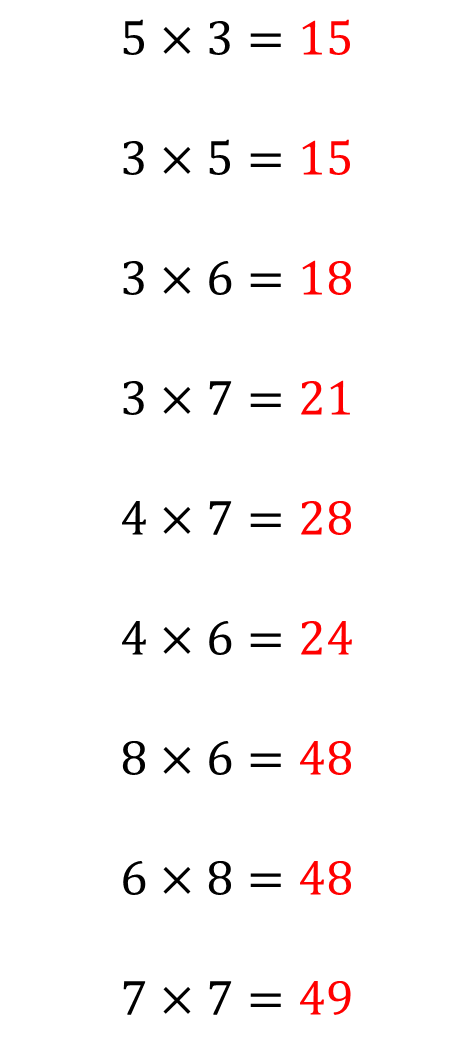 5 × 3 = 15
3 × 5 = 15
3 × 6 = 18
3 × 7 = 21
4 × 7 = 28
4 × 6 = 24
8 × 6 = 48
6 × 8 = 48
7 × 7 = 49